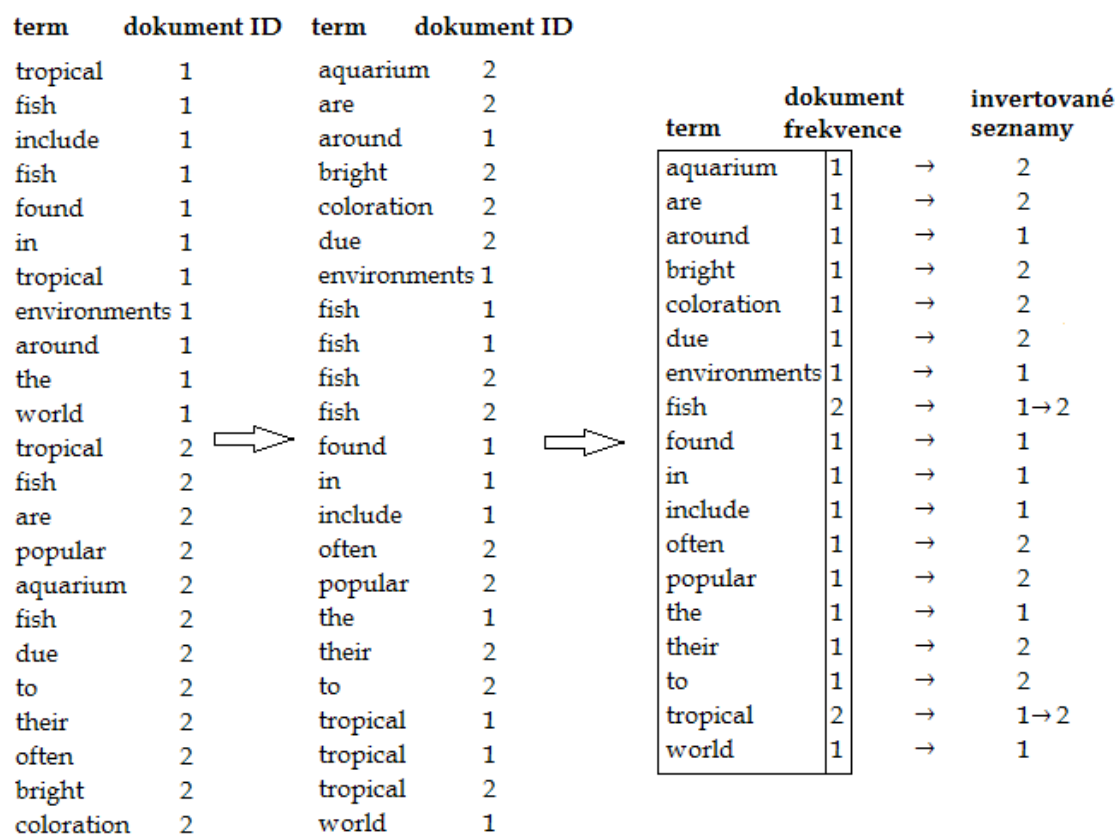 term dokument ID
tropical 1
fish 1
include 1
fish 1
found 1
in 1
tropical 1
environments 1
around 1
the 1
world 1
tropical 2
fish 2
are 2
popular 2
aquarium 2
fish 2
due 2
to 2
their 2
often 2
bright 2
coloration 2
term dokument ID
aquarium 2
are 2
around 1
bright 2
coloration 2
due 2
environments 1
fish 1
fish 1
fish 2
fish 2
found 1
in 1
include 1
often 2
popular 2
the 1
their 2
to 2
tropical 1
tropical 1
tropical 2
world 1
dokument invertované
term frekvence seznamy
aquarium 1 → 2
are 1 → 2
around 1 → 1
bright 1 → 2
coloration 1 → 2
due 1 → 2
environments 1 → 1
fish 2 → 1→2
found 1 → 1
in 1 → 1
include 1 → 1
often 1 → 2
popular 1 → 2
the 1 → 1
their 1 → 2
to 1 → 2
tropical 2 → 1→2
world 1 → 1